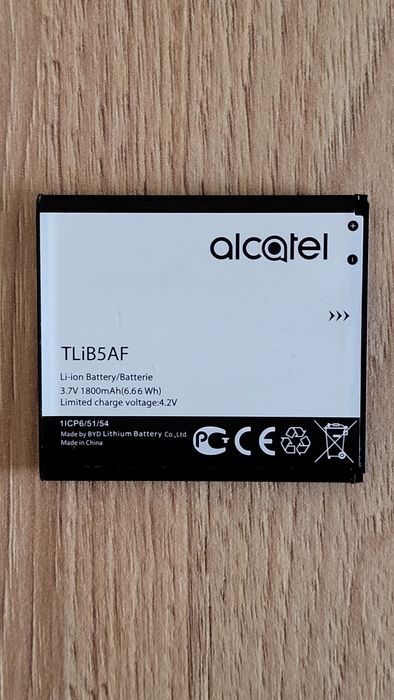 alcatel
TLiB5AF
Li-ion Battery/Batterie
3.7V 1800mAh(6.66 Wh)
Limited charge voltage:4.2V
1ICP6/51/54
Made by BYD Lithium Battery Co.,Ltd.
Made in China